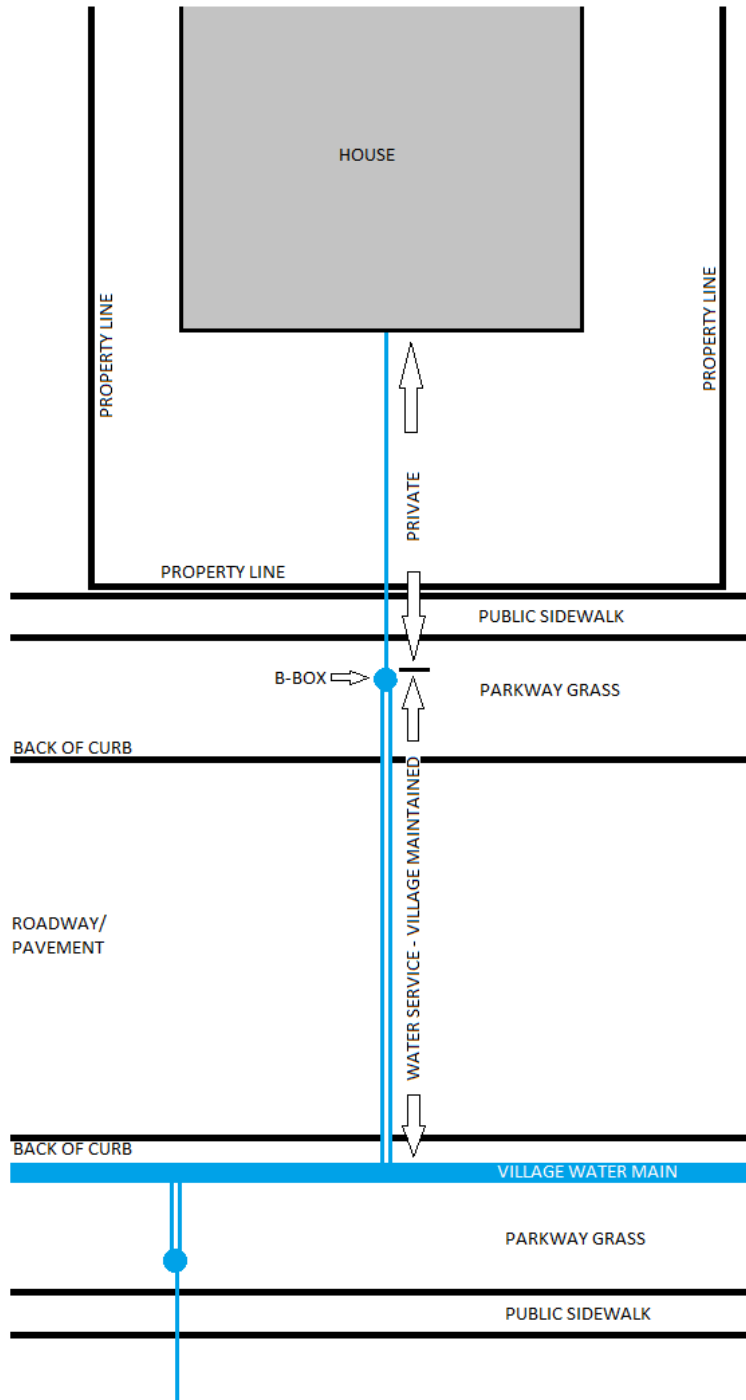 HOUSE
PROPERTY LINE
PROPERTY LINE
PRIVATE
PROPERTY LINE
PUBLIC SIDEWALK
B-BOX
PARKWAY GRASS
BACK OF CURB
WATER SERVICE - VILLAGE MAINTAINED
ROADWAY/
PAVEMENT
BACK OF CURB
VILLAGE WATER MAIN
PARKWAY GRASS
PUBLIC SIDEWALK